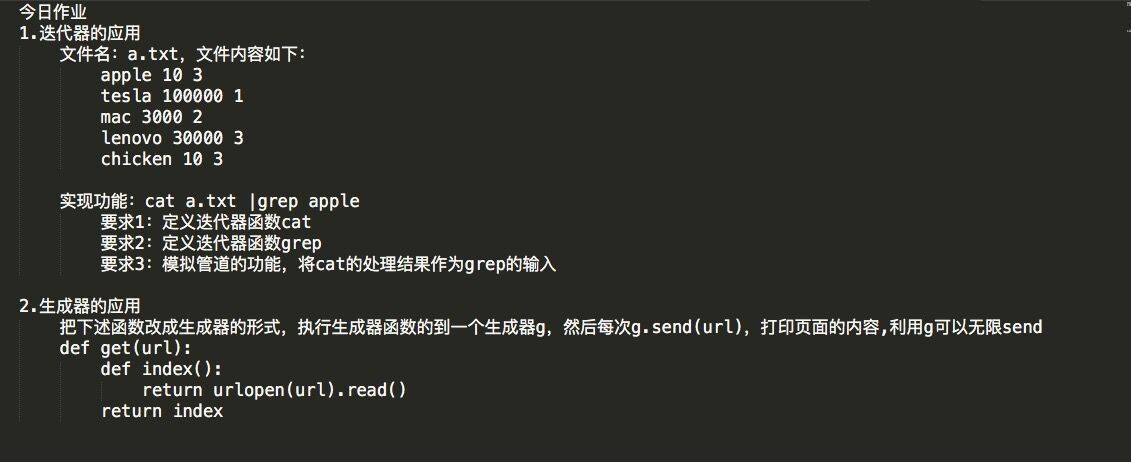 今日作业
1.迭代器的应用
文件名：a.txt，文件内容如下：
apple 10 3
tesla 100000 1
mac 3000 2
lenovo 30000 3
chicken 10 3
实现功能：cat a.txt |grep apple
要求1：定义迭代器函数cat
要求2：定义迭代器函数grep
要求3：模拟管道的功能，将cat的处理结果作为grep的输入
2.生成器的应用
把下述函数改成生成器的形式，执行生成器函数的到一个生成器g，然后每次g.send(url)，打印页面的内容,利用g可以无限send
def get(url):
def index():
return urlopen(url).read()
return index